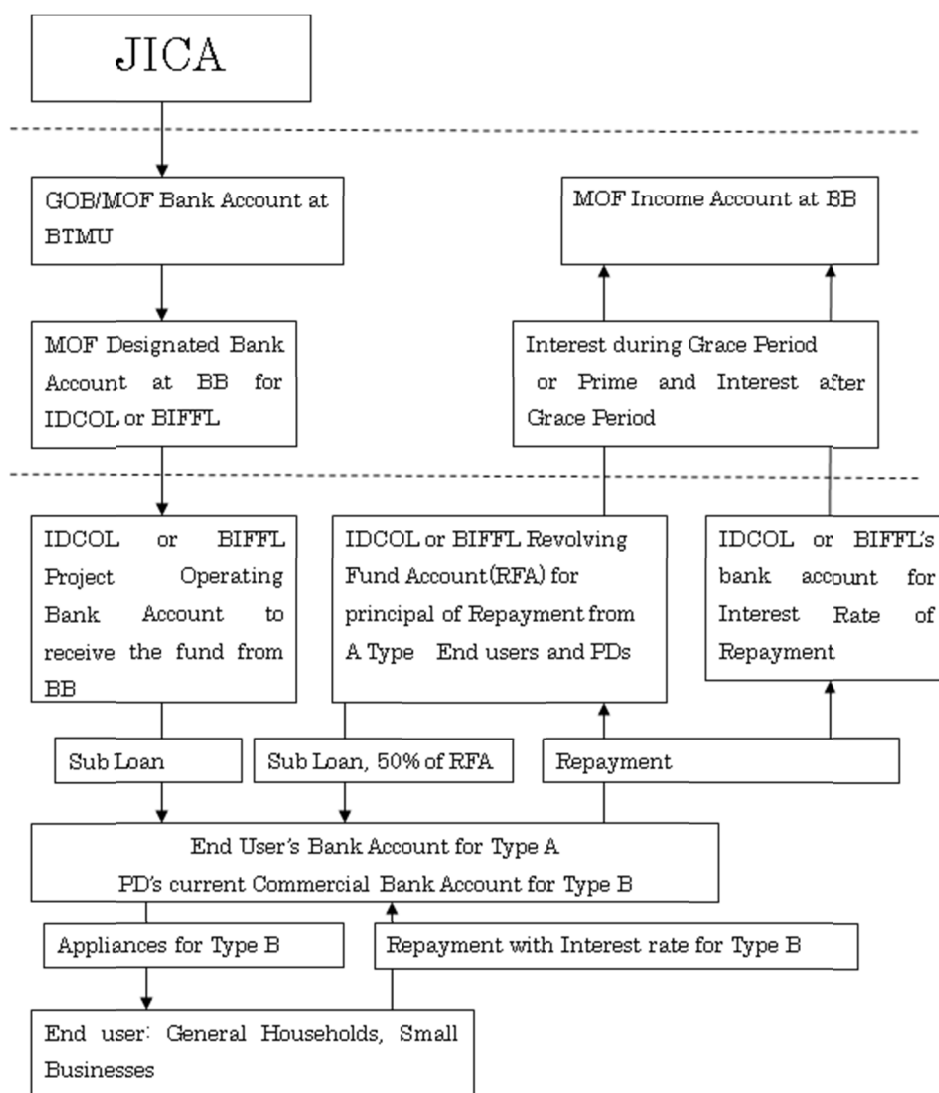 JICA
GOB/MOF Bank Account at
BTMU
MOF Income Account at BB
MOF Designated Bank
Account at BB for
IDCOL or BIFFL
Interest during Grace Period
or Prime and Interest after
Grace Period
IDCOL or BIFFL
Project Operating
Bank Account to
receive the fund from
BB
IDCOL or BIFFL Revolving
Fund Account(RFA) for
principal of Repayment from
A Type End users and PDs
IDCOL or BIFFL's
bank account for
Interest Rate of
Repayment
Sub Loan
Sub Loan, 50% of RFA
Repayment
End User's Bank Account for Type A
PD's current Commercial Bank Account for Type B
Appliances for Type B
Repayment with Interest rate for Type B
End user: General Households, Small
Businesses